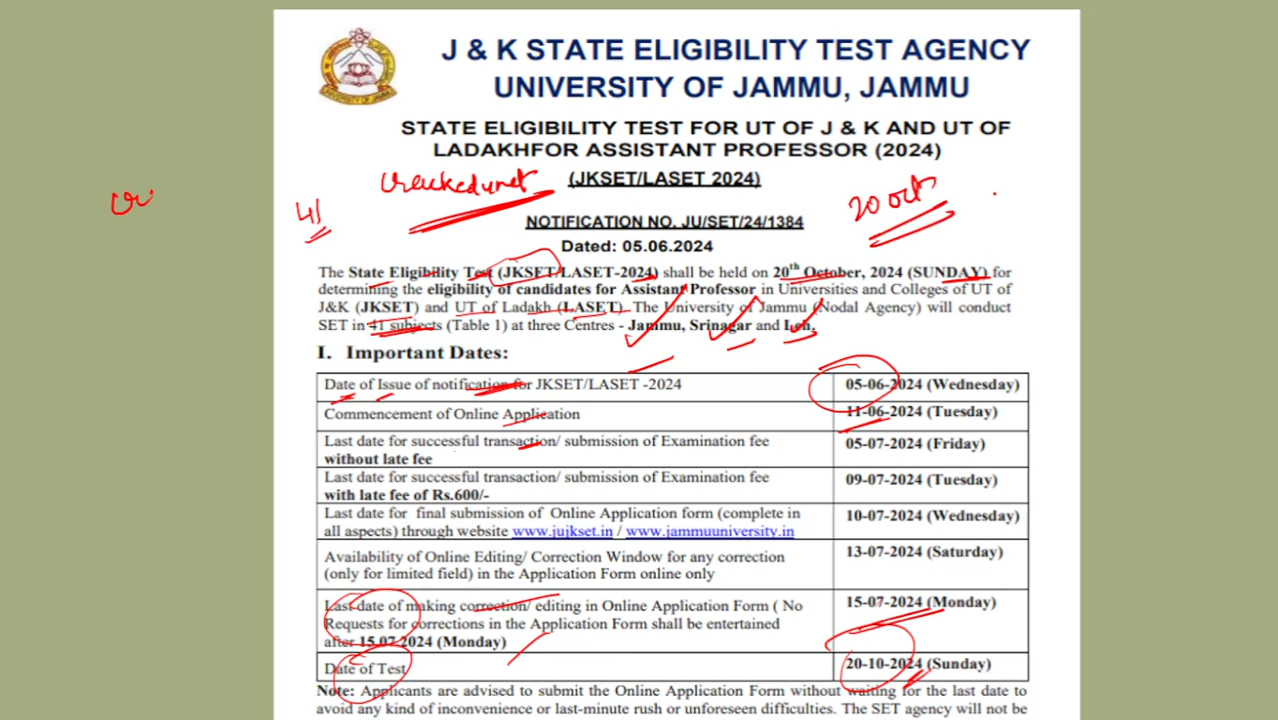 J & K STATE ELIGIBILITY TEST AGENCY
UNIVERSITY OF JAMMU, JAMMU
STATE ELIGIBILITY TEST FOR UT OF J & K AND UT OF
LADAKHFOR ASSISTANT PROFESSOR (2024)
(JKSET/LASET 2024)
20 oct
41
NOTIFICATION NO. JU/SET/24/1384
Dated: 05.06.2024
The State Eligibility Test (JKSET/LASET-2024) shall be held on 20th October, 2024 (SUNDAY) for
determining the eligibility of candidates for Assistant Professor in Universities and Colleges of UT of
J&K (JKSET) and UT of Ladakh (LASET). The University of Jammu (Nodal Agency) will conduct
SET in 41 subjects (Table 1) at three Centres - Jammu, Srinagar and Leh.
I. Important Dates:
Date of Issue of notification for JKSET/LASET -2024 05-06-2024 (Wednesday)
Commencement of Online Application 11-06-2024 (Tuesday)
Last date for successful transaction/ submission of Examination fee
without late fee 05-07-2024 (Friday)
Last date for successful transaction/ submission of Examination fee
with late fee of Rs.600/- 09-07-2024 (Tuesday)
Last date for final submission of Online Application form (complete in
all aspects) through website www.jujkset.in / www.jammuuniversity.in 10-07-2024 (Wednesday)
Availability of Online Editing/ Correction Window for any correction
(only for limited field) in the Application Form online only 13-07-2024 (Saturday)
Last date of making correction/ editing in Online Application Form ( No
Requests for corrections in the Application Form shall be entertained
after 15.07.2024 (Monday) 15-07-2024 (Monday)
Date of Test 20-10-2024 (Sunday)
Note: Applicants are advised to submit the Online Application Form without waiting for the last date to
avoid any kind of inconvenience or last-minute rush or unforeseen difficulties. The SET agency will not be